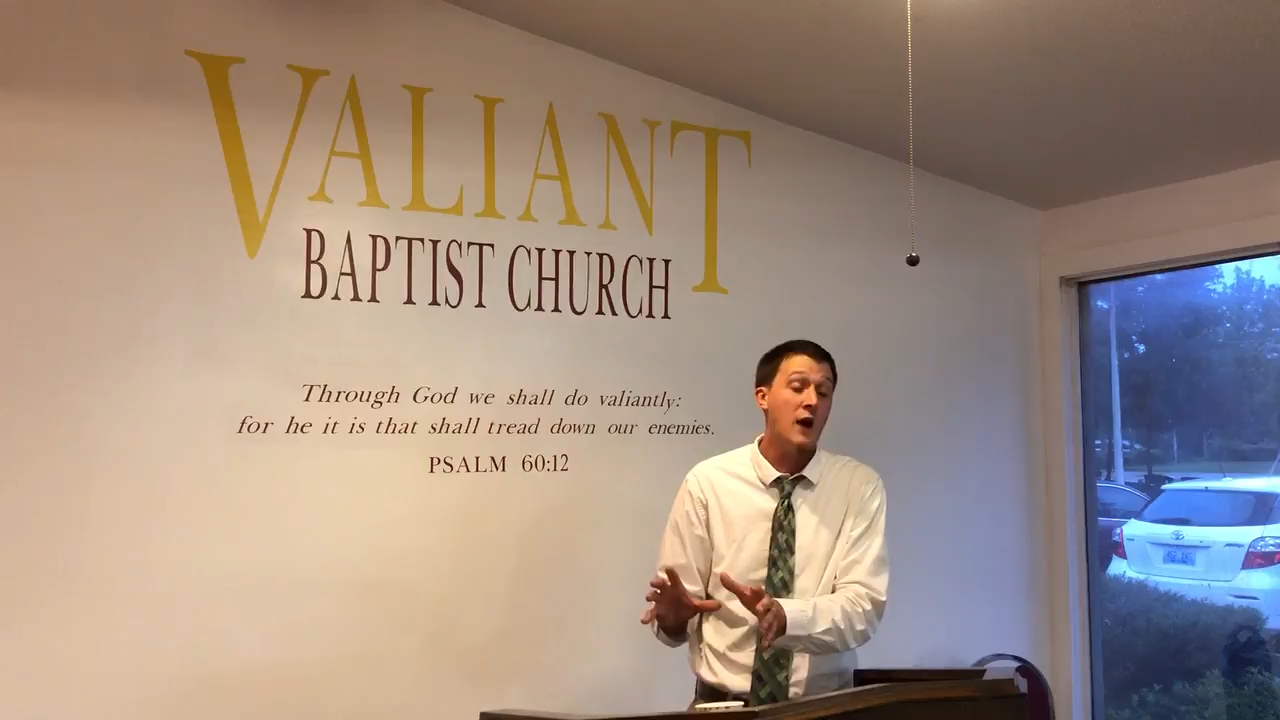 VALIANT
BAPTIST CHURCH
Through God we shall do valiantly:
for he it is that shall tread down our enemies.
PSALM 60:12